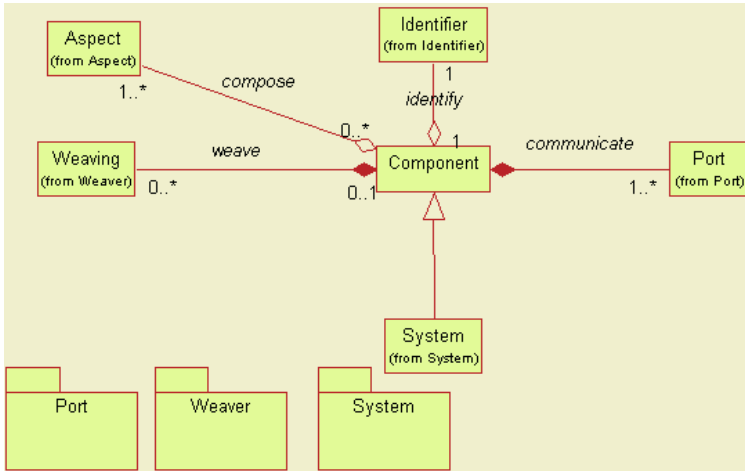 Aspect
(from Aspect)
1..*
compose
0..*
Identifier
(from Identifier)
1
identify
1
Weaving
(from Weaver)
0..*
weave
0..1
Component
communicate
1..*
Port
(from Port)
System
(from System)
Port
Weaver
System